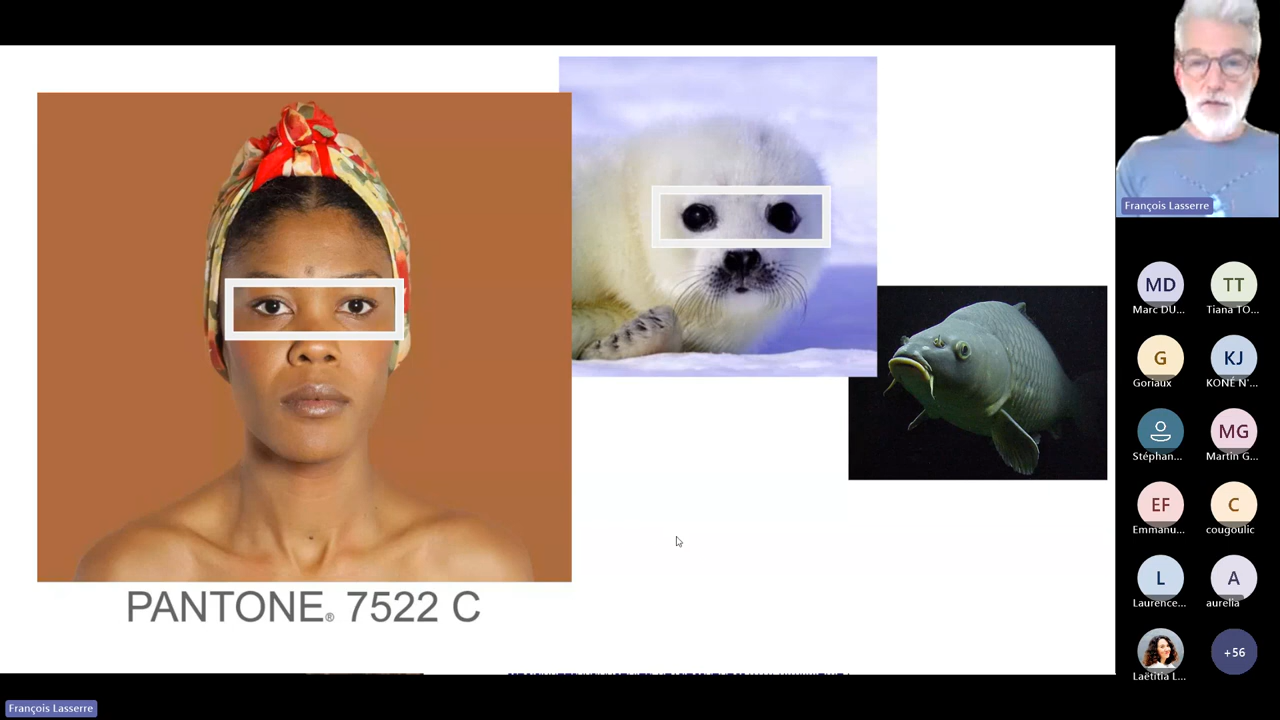 PANTONE® 7522 C
François Lasserre
MD
TT
Marc DU...
Tiana TO...
G
KJ
Goriaux
KONÉ N'...
MG
Stéphan...
Martin G...
EF
C
Emmanu...
cougoulic
L
A
Laurence...
aurelia
+56
Laëtitia L...
François Lasserre